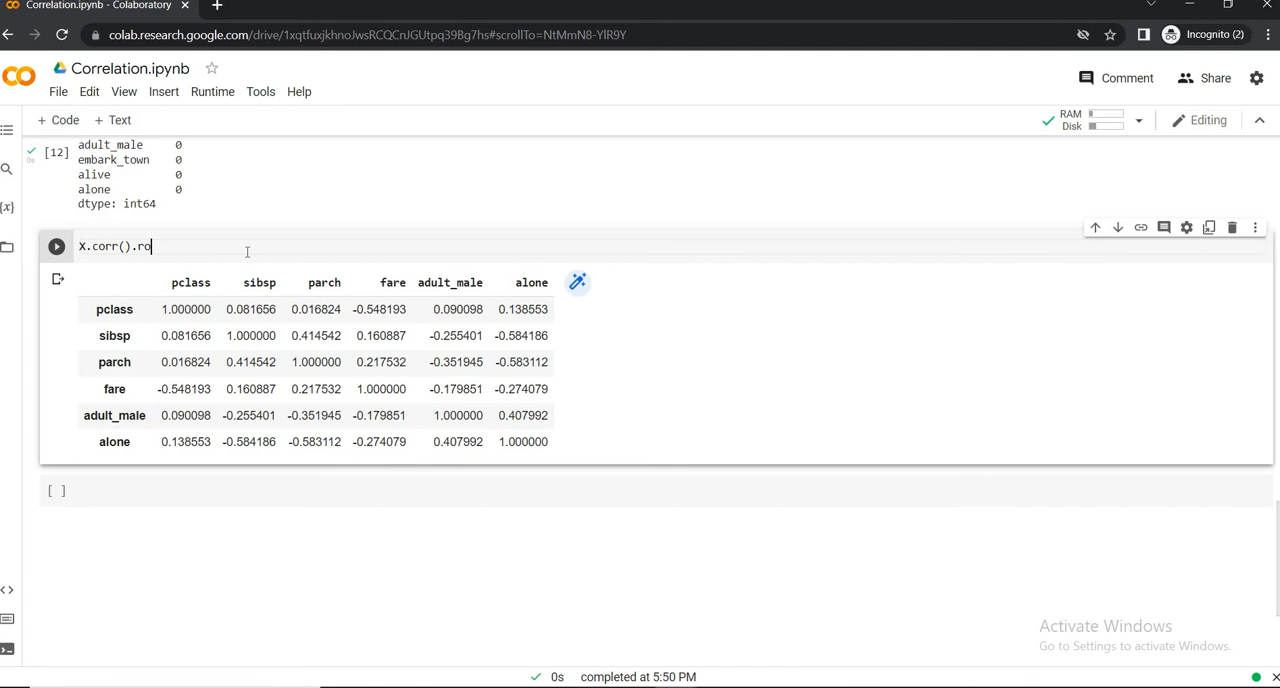 Correlation.ipynb - Colaboratory
colab.research.google.com/drive/1xqtfuxjkhnoJwsRCQCnJGUtpq39Bg7hs#scrollTo=NtMmN8-YlR9Y
Incognito (2)
Correlation.ipynb
Comment Share
File Edit View Insert Runtime Tools Help
+ Code + Text
RAM
Disk
Editing
0s
[12]
adult_male 0
embark_town 0
alive 0
alone 0
dtype: int64
{x}
X.corr().ro
pclass sibsp parch fare adult_male alone
pclass 1.000000 0.081656 0.016824 -0.548193 0.090098 0.138553
sibsp 0.081656 1.000000 0.414542 0.160887 -0.255401 -0.584186
parch 0.016824 0.414542 1.000000 0.217532 -0.351945 -0.583112
fare -0.548193 0.160887 0.217532 1.000000 -0.179851 -0.274079
adult_male 0.090098 -0.255401 -0.351945 -0.179851 1.000000 0.407992
alone 0.138553 -0.584186 -0.583112 -0.274079 0.407992 1.000000
[ ]
Activate Windows
Go to Settings to activate Windows.
0s completed at 5:50 PM